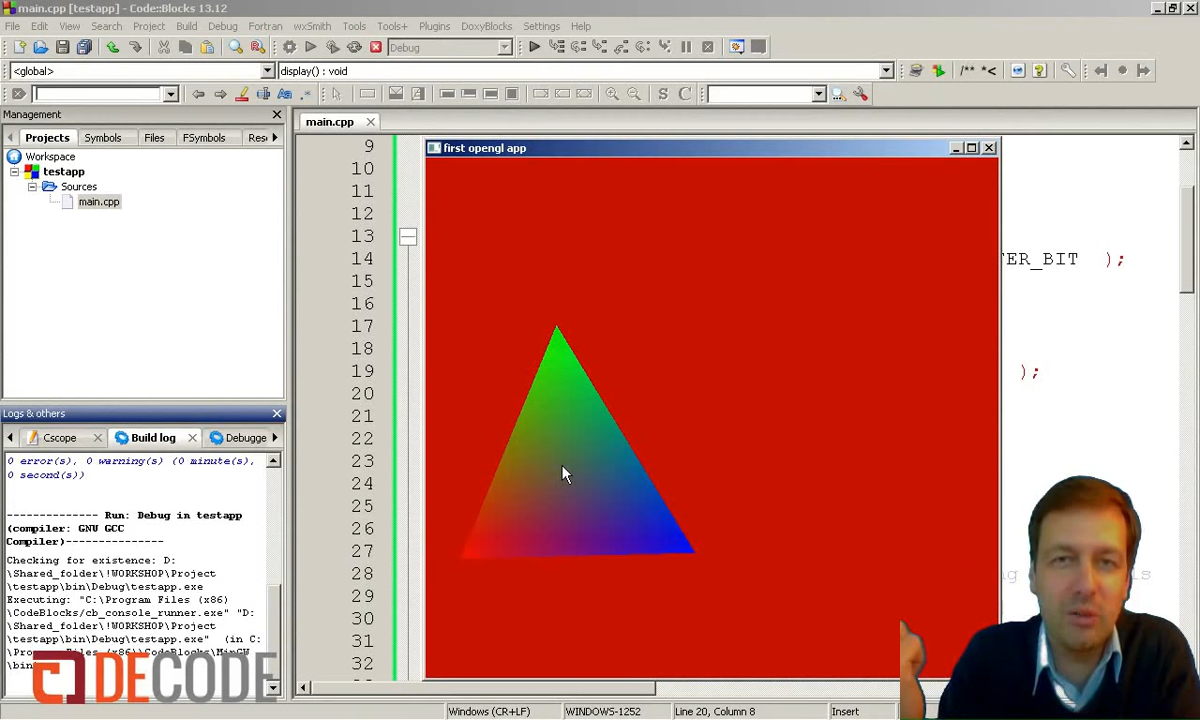 main.cpp [testapp] - Code::Blocks 13.12
File Edit View Search Project Build Debug Fortran wxSmith Tools Tools+ Plugins DoxyBlocks Settings Help
Debug
<global> display() : void
/** *<
Aa .* S C
Management
main.cpp
Projects Symbols Files FSymbols Res
Workspace
testapp
Sources
main.cpp
first opengl app
9
10
11
12
13
14 TER_BIT );
15
16
17
18
19 );
20
21
22
23
24
25
26
27
28
29
30
31
32
Logs & others
Cscope Build log Debugge
0 error(s), 0 warning(s) (0 minute(s),
0 second(s))
-------------- Run: Debug in testapp
(compiler: GNU GCC
Compiler)---------------
Checking for existence: D:
\Shared_folder\!WORKSHOP\Project
\testapp\bin\Debug\testapp.exe
Executing: "C:\Program Files (x86)
\CodeBlocks/cb_console_runner.exe" "D:
\Shared_folder\!WORKSHOP\Project
\testapp\bin\Debug\testapp.exe" (in C:
DECODE
Windows (CR+LF) WINDOWS-1252 Line 20, Column 8 Insert